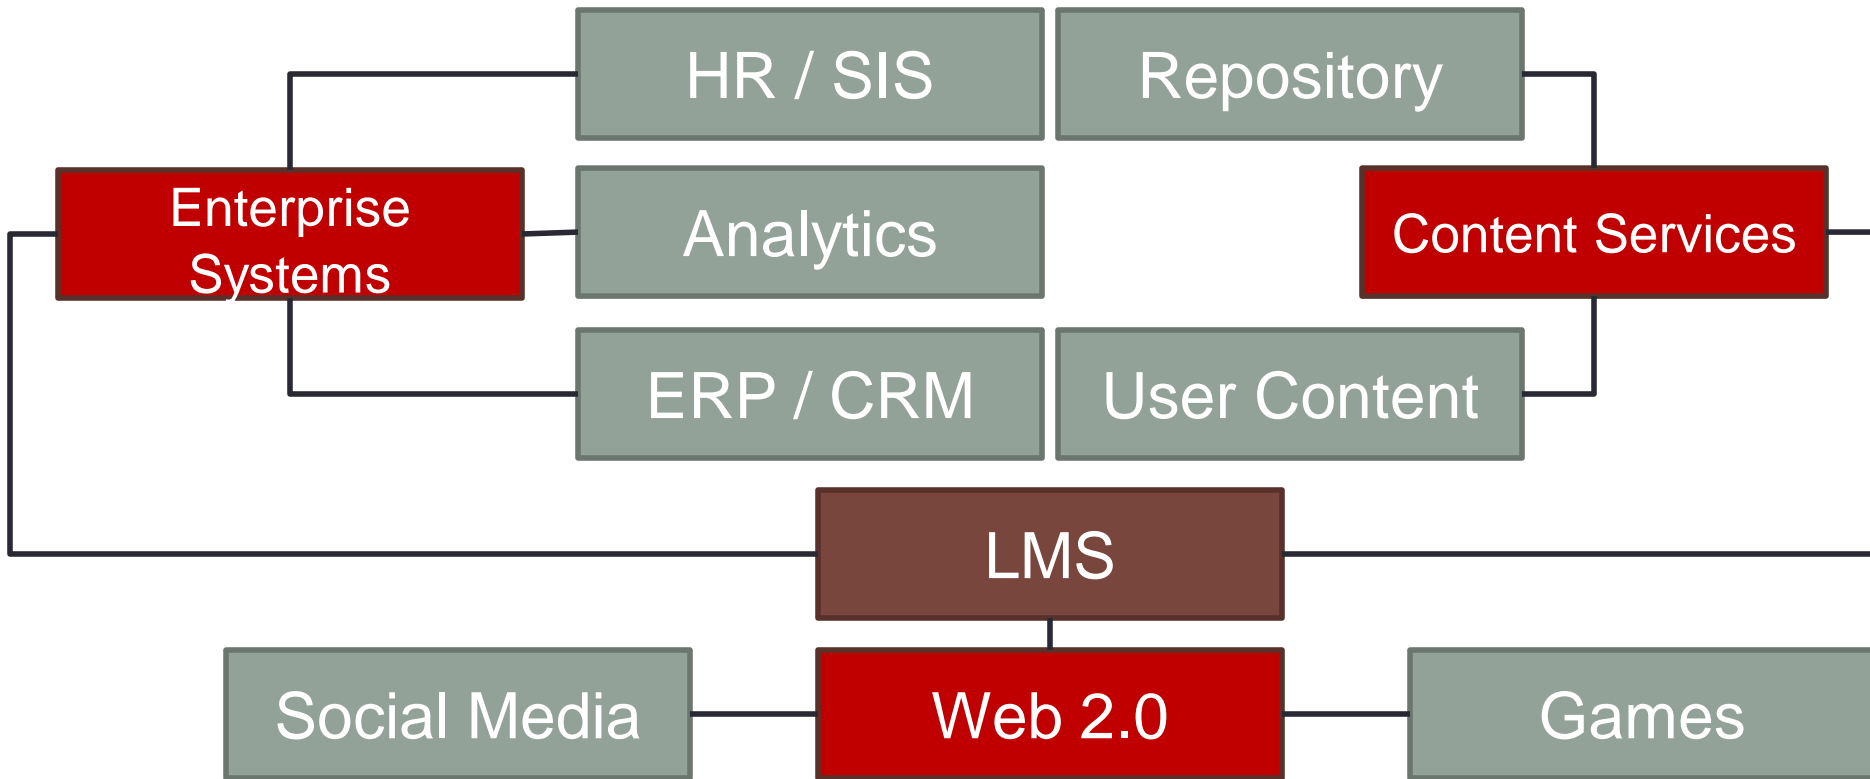 HR / SIS
Repository
Enterprise
Systems
Analytics
Content Services
ERP / CRM
User Content
LMS
Social Media
Web 2.0
Games